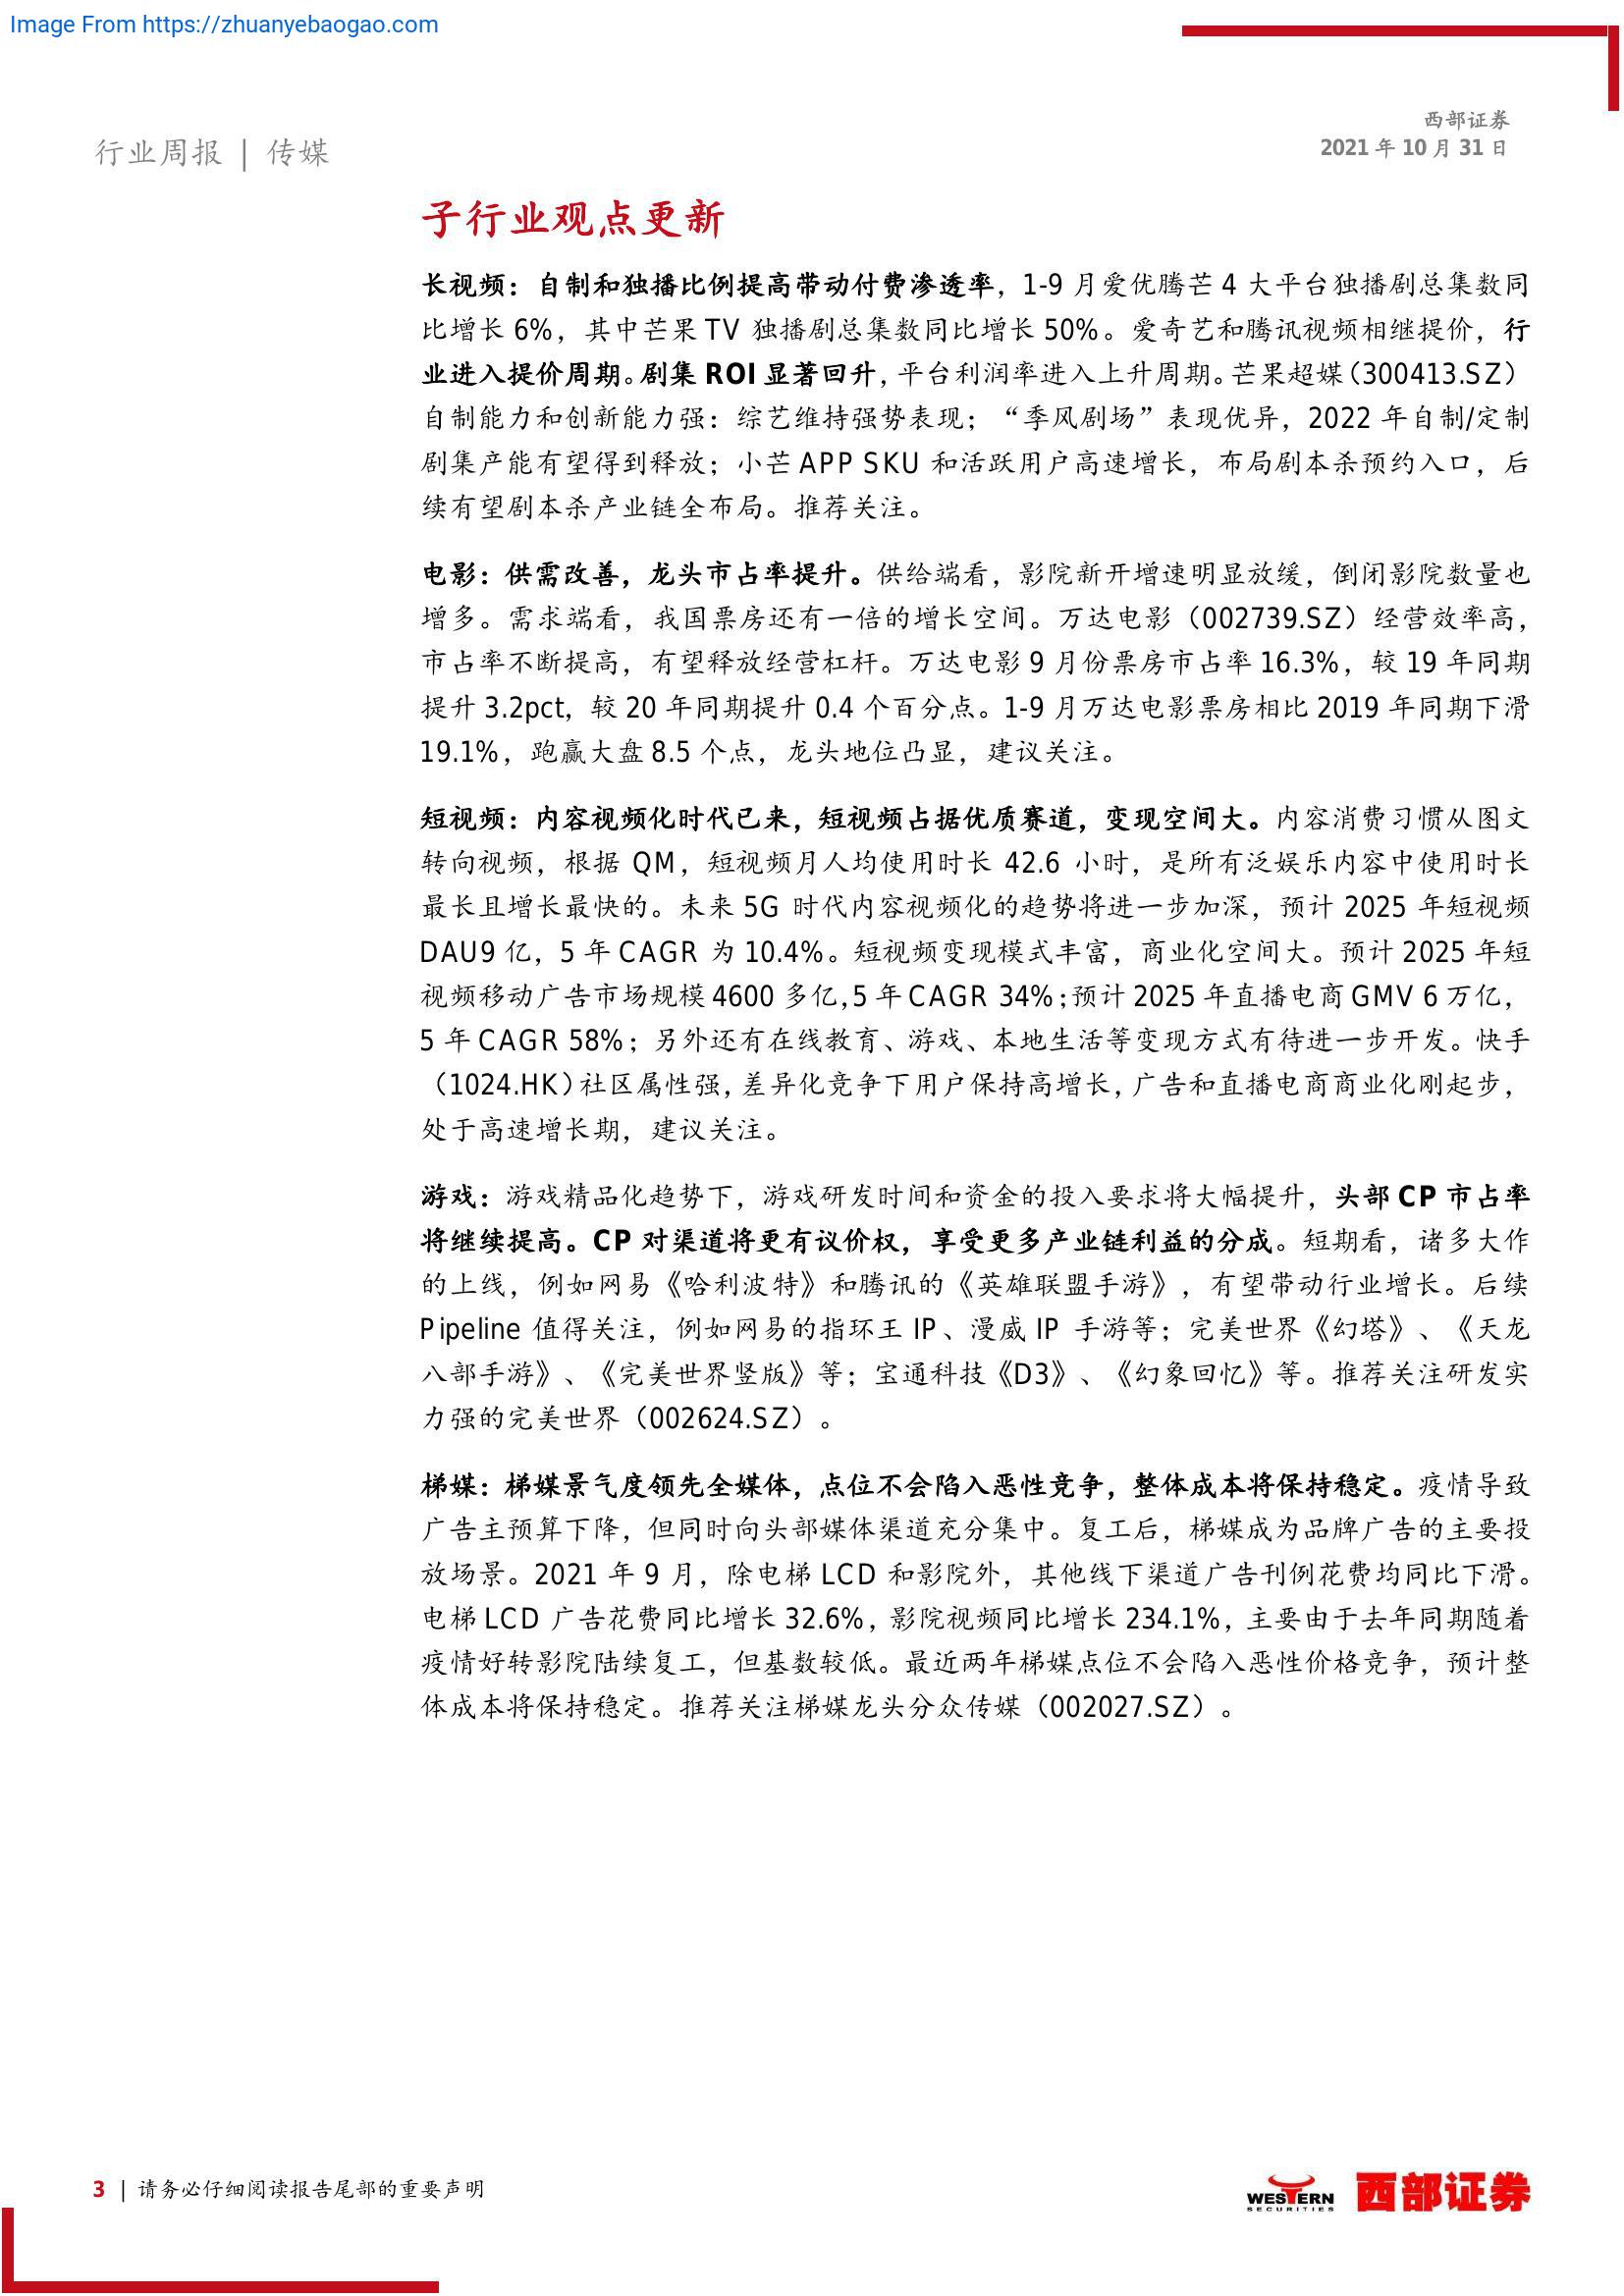 Image From https://zhuanyebaogao.com
西部证券
行业周报 | 传媒
2021 年 10 月 31 日
子行业观点更新
长视频：自制和独播比例提高带动付费渗透率，1-9 月爱优腾芒 4 大平台独播剧总集数同
比增长 6%，其中芒果 TV 独播剧总集数同比增长 50%。爱奇艺和腾讯视频相继提价，行
业进入提价周期。剧集 ROI 显著回升，平台利润率进入上升周期。芒果超媒（300413.SZ）
自制能力和创新能力强：综艺维持强势表现；“季风剧场”表现优异，2022 年自制/定制
剧集产能有望得到释放；小芒 APP SKU 和活跃用户高速增长，布局剧本杀预约入口，后
续有望剧本杀产业链全布局。推荐关注。
电影：供需改善，龙头市占率提升。供给端看，影院新开增速明显放缓，倒闭影院数量也
增多。需求端看，我国票房还有一倍的增长空间。万达电影（002739.SZ）经营效率高，
市占率不断提高，有望释放经营杠杆。万达电影 9 月份票房市占率 16.3%，较 19 年同期
提升 3.2pct，较 20 年同期提升 0.4 个百分点。1-9 月万达电影票房相比 2019 年同期下滑
19.1%，跑赢大盘 8.5 个点，龙头地位凸显，建议关注。
短视频：内容视频化时代已来，短视频占据优质赛道，变现空间大。内容消费习惯从图文
转向视频，根据 QM，短视频月人均使用时长 42.6 小时，是所有泛娱乐内容中使用时长
最长且增长最快的。未来 5G 时代内容视频化的趋势将进一步加深，预计 2025 年短视频
DAU9 亿，5 年 CAGR 为 10.4%。短视频变现模式丰富，商业化空间大。预计 2025 年短
视频移动广告市场规模 4600 多亿，5 年 CAGR 34%；预计 2025 年直播电商 GMV 6 万亿，
5 年 CAGR 58%；另外还有在线教育、游戏、本地生活等变现方式有待进一步开发。快手
（1024.HK）社区属性强，差异化竞争下用户保持高增长，广告和直播电商商业化刚起步，
处于高速增长期，建议关注。
游戏：游戏精品化趋势下，游戏研发时间和资金的投入要求将大幅提升，头部 CP 市占率
将继续提高。CP 对渠道将更有议价权，享受更多产业链利益的分成。短期看，诸多大作
的上线，例如网易《哈利波特》和腾讯的《英雄联盟手游》，有望带动行业增长。后续
Pipeline 值得关注，例如网易的指环王 IP、漫威 IP 手游等；完美世界《幻塔》、《天龙
八部手游》、《完美世界竖版》等；宝通科技《D3》、《幻象回忆》等。推荐关注研发实
力强的完美世界（002624.SZ）。
梯媒：梯媒景气度领先全媒体，点位不会陷入恶性竞争，整体成本将保持稳定。疫情导致
广告主预算下降，但同时向头部媒体渠道充分集中。复工后，梯媒成为品牌广告的主要投
放场景。2021 年 9 月，除电梯 LCD 和影院外，其他线下渠道广告刊例花费均同比下滑。
电梯 LCD 广告花费同比增长 32.6%，影院视频同比增长 234.1%，主要由于去年同期随着
疫情好转影院陆续复工，但基数较低。最近两年梯媒点位不会陷入恶性价格竞争，预计整
体成本将保持稳定。推荐关注梯媒龙头分众传媒（002027.SZ）。
3 | 请务必仔细阅读报告尾部的重要声明
WESTERN
SECURITIES
西部证券